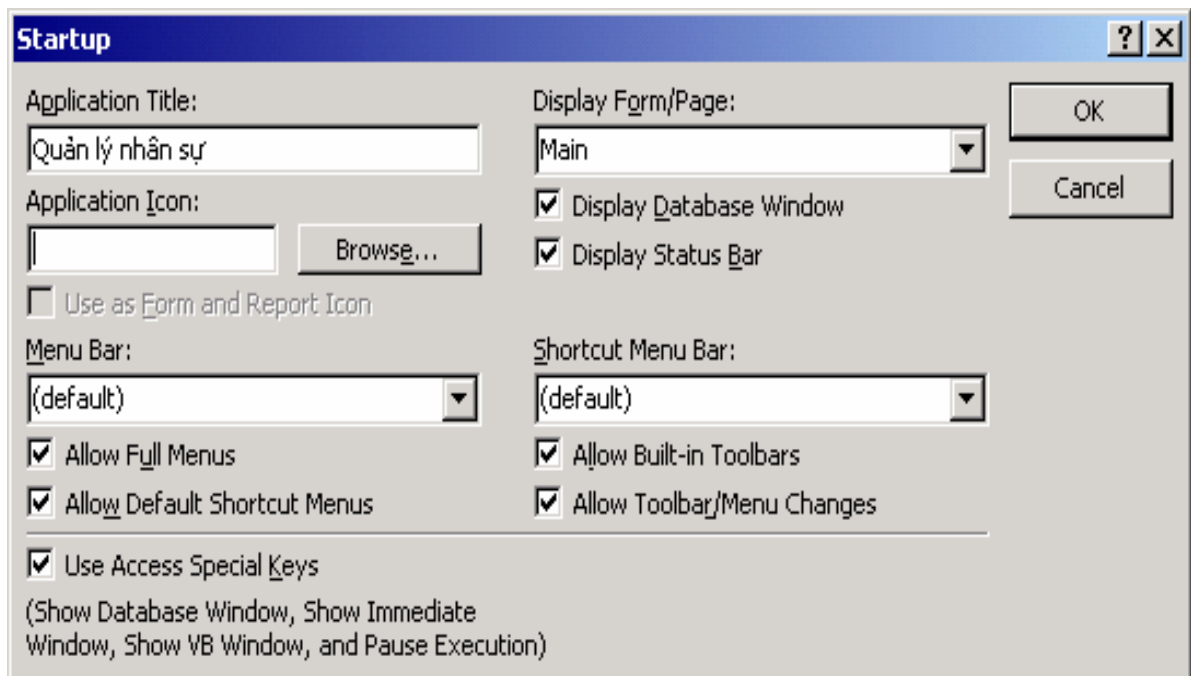 Startup
Application Title:
Quản lý nhân sự
Application Icon:
Browse...
Use as Form and Report Icon
Menu Bar:
(default)
Allow Full Menus
Allow Default Shortcut Menus
Display Form/Page:
Main
Display Database Window
Display Status Bar
Shortcut Menu Bar:
(default)
Allow Built-in Toolbars
Allow Toolbar/Menu Changes
OK
Cancel
Use Access Special Keys
(Show Database Window, Show Immediate
Window, Show VB Window, and Pause Execution)